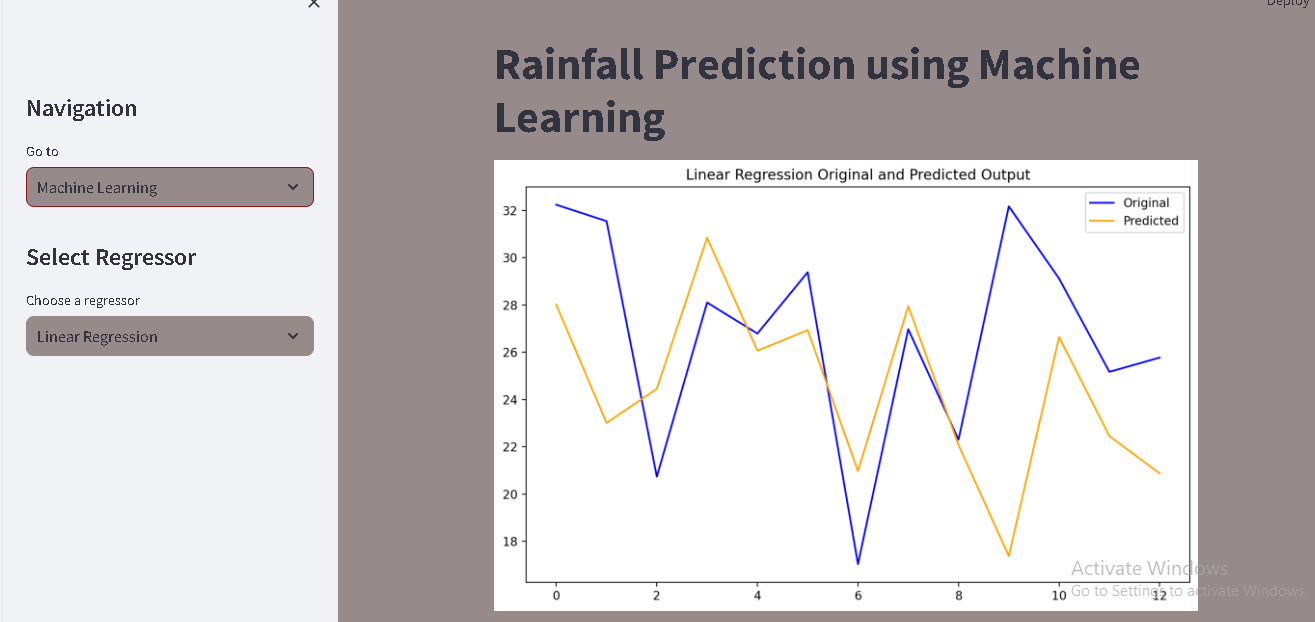 Deploy
Navigation
Go to
Machine Learning
Select Regressor
Choose a regressor
Linear Regression
Rainfall Prediction using Machine
Learning
Linear Regression Original and Predicted Output
Original
Predicted
32
30
28
26
24
22
20
18
0 2 4 6 8 10 12
Activate Windows
Go to Settings to activate Windows.